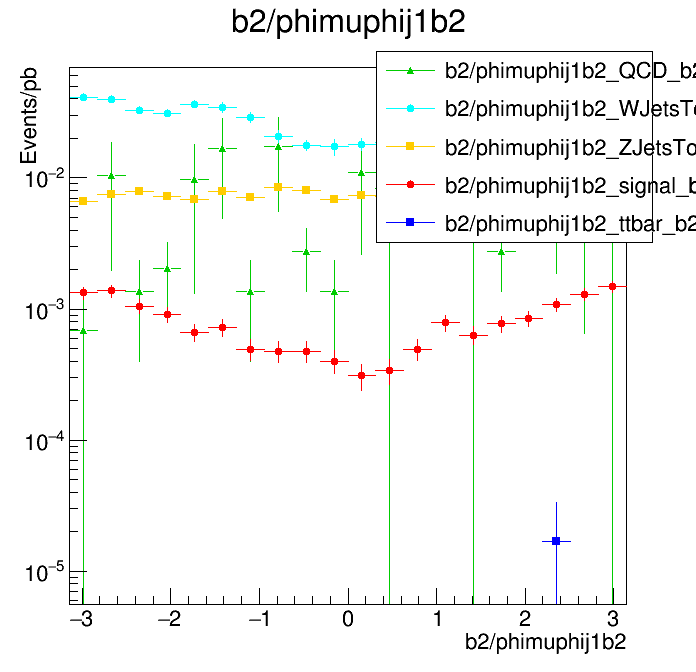 b2/phimuphij1b2
Events/pb
b2/phimuphij1b2_QCD_b2
b2/phimuphij1b2_WJetsTo
b2/phimuphij1b2_ZJetsTo
b2/phimuphij1b2_signal_b
b2/phimuphij1b2_ttbar_b2
10⁻²
10⁻³
10⁻⁴
10⁻⁵
−3 −2 −1 0 1 2 3
b2/phimuphij1b2